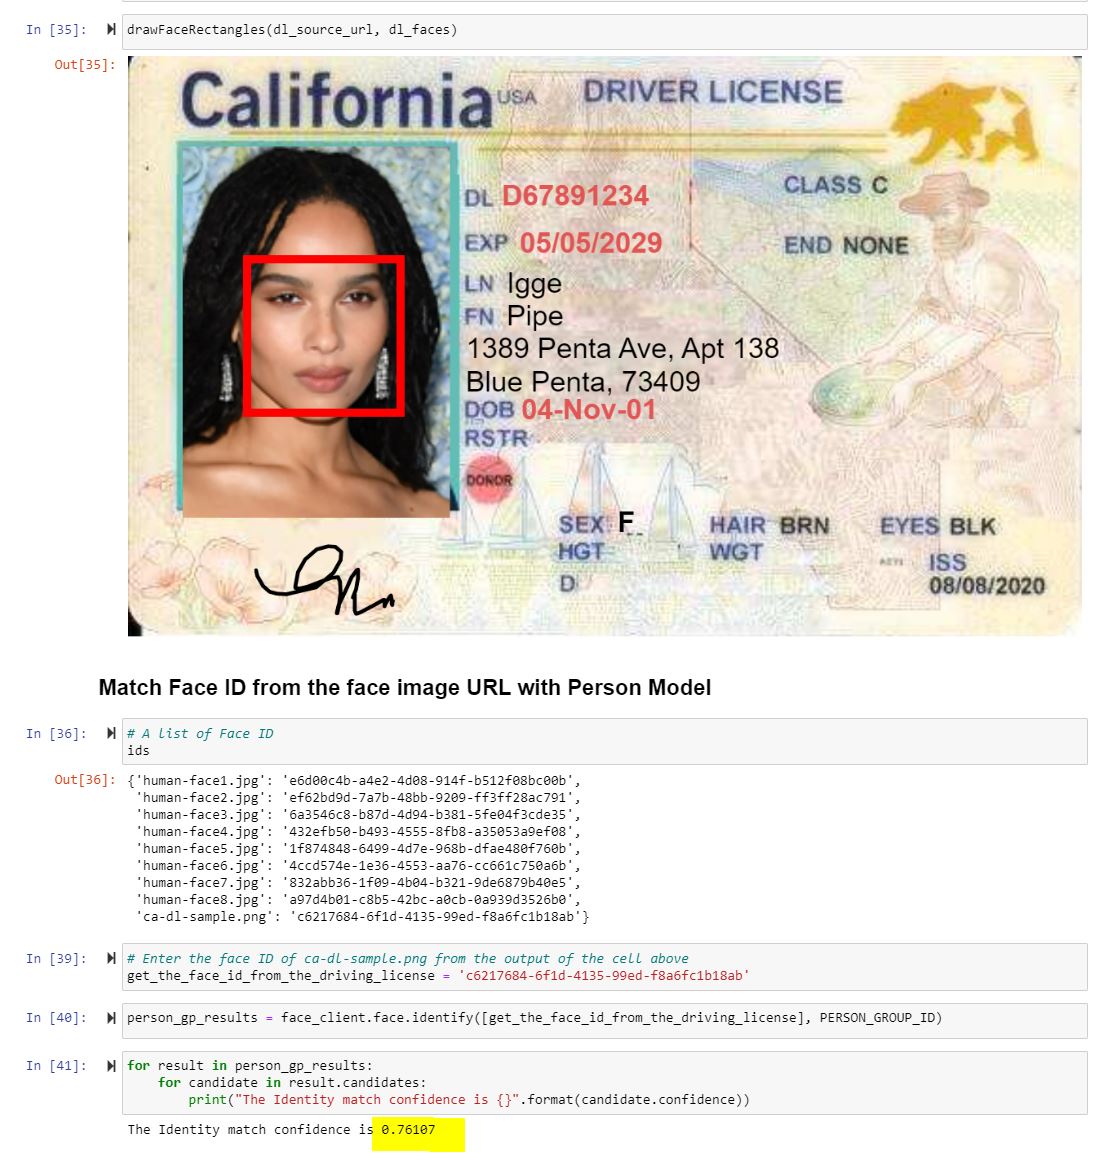 In [35]: drawFaceRectangles(dl_source_url, dl_faces)
Out[35]:
California USA DRIVER LICENSE
DL D67891234 CLASS C
EXP 05/05/2029 END NONE
LN Igge
FN Pipe
1389 Penta Ave, Apt 138
Blue Penta, 73409
DOB 04-Nov-01
RSTR
DONOR
SEX F HAIR BRN EYES BLK
HGT WGT ISS
D 08/08/2020
Match Face ID from the face image URL with Person Model
In [36]: # A list of Face ID
ids
Out[36]: {'human-face1.jpg': 'e6d00c4b-a4e2-4d08-914f-b512f08bc00b',
'human-face2.jpg': 'ef62bd9d-7a7b-48bb-9209-ff3ff28ac791',
'human-face3.jpg': '6a3546c8-b87d-4d94-b381-5fe04f3cde35',
'human-face4.jpg': '432efb50-b493-4555-8fb8-a35053a9ef08',
'human-face5.jpg': '1f874848-6499-4d7e-968b-dfae480f760b',
'human-face6.jpg': '4ccd574e-1e36-4553-aa76-cc661c750a6b',
'human-face7.jpg': '832abb36-1f09-4b04-b321-9de6879b40e5',
'human-face8.jpg': 'a97d4b01-c8b5-42bc-a0cb-0a939d3526b0',
'ca-dl-sample.png': 'c6217684-6f1d-4135-99ed-f8a6fc1b18ab'}
In [39]: # Enter the face ID of ca-dl-sample.png from the output of the cell above
get_the_face_id_from_the_driving_license = 'c6217684-6f1d-4135-99ed-f8a6fc1b18ab'
In [40]: person_gp_results = face_client.face.identify([get_the_face_id_from_the_driving_license], PERSON_GROUP_ID)
In [41]: for result in person_gp_results:
for candidate in result.candidates:
print("The Identity match confidence is {}".format(candidate.confidence))
The Identity match confidence is 0.76107